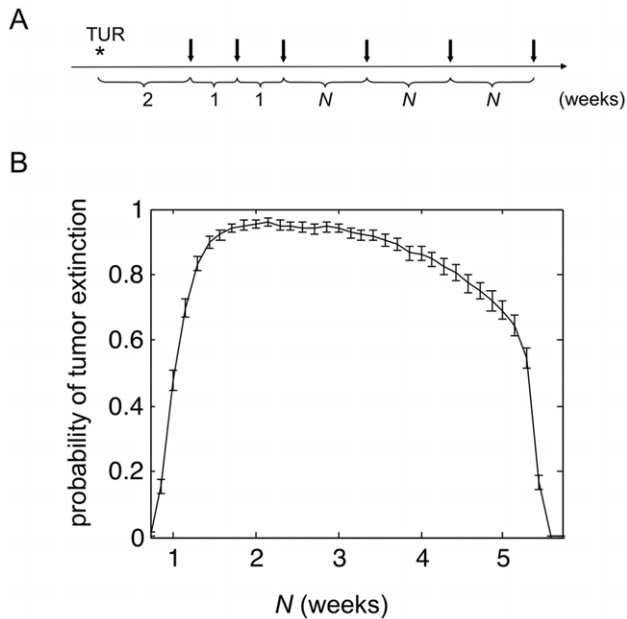 A
TUR
*
2 1 1 N N N (weeks)
B
probability of tumor extinction
1
0.8
0.6
0.4
0.2
0
1 2 3 4 5
N (weeks)